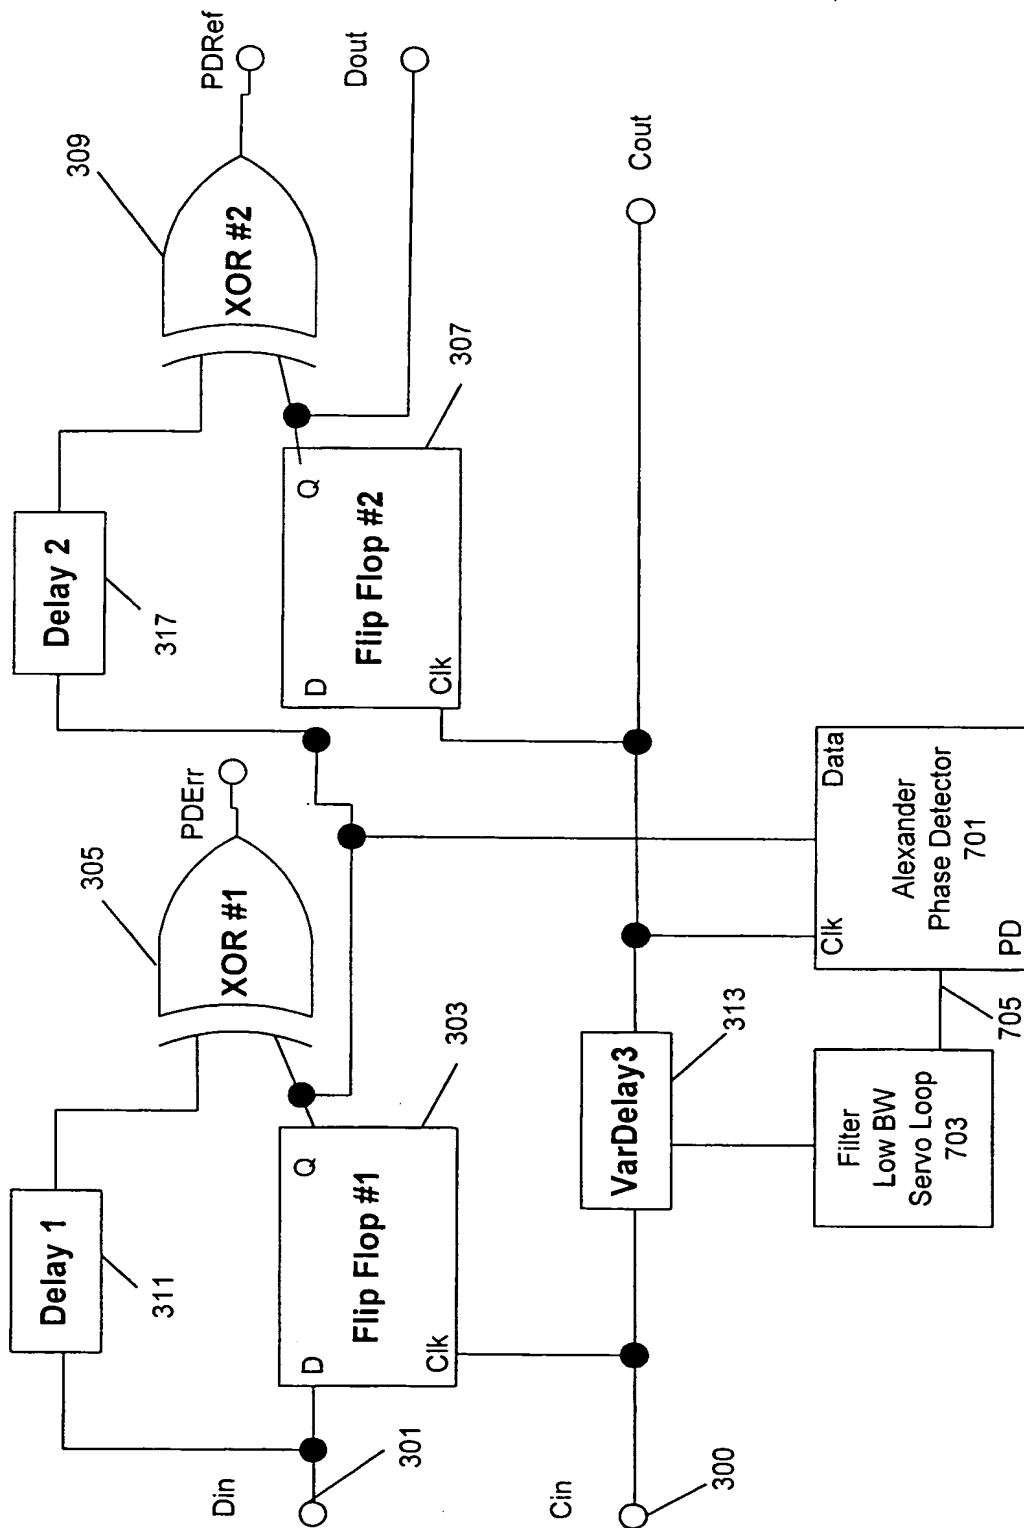 Din
301
Delay 1
311
D
Q
Clk
Flip Flop #1
303
XOR #1
305
PDErr
Delay 2
317
D
Q
Clk
Flip Flop #2
307
XOR #2
309
PDRef
Dout
Cin
300
VarDelay3
313
Cout
Filter
Low BW
Servo Loop
703
705
Clk
Data
Alexander
Phase Detector
701
PD